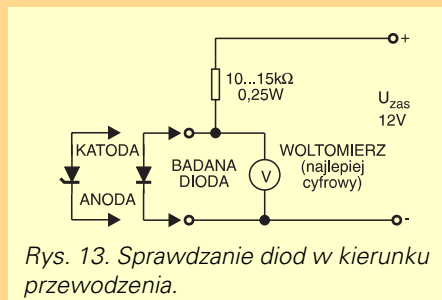 +
10...15kΩ
0,25W
U zas
12V
KATODA
BADANA
DIODA
WOLTOMIERZ
(najlepiej
cyfrowy)
V
ANODA
-
Rys. 13. Sprawdzanie diod w kierunku
przewodzenia.